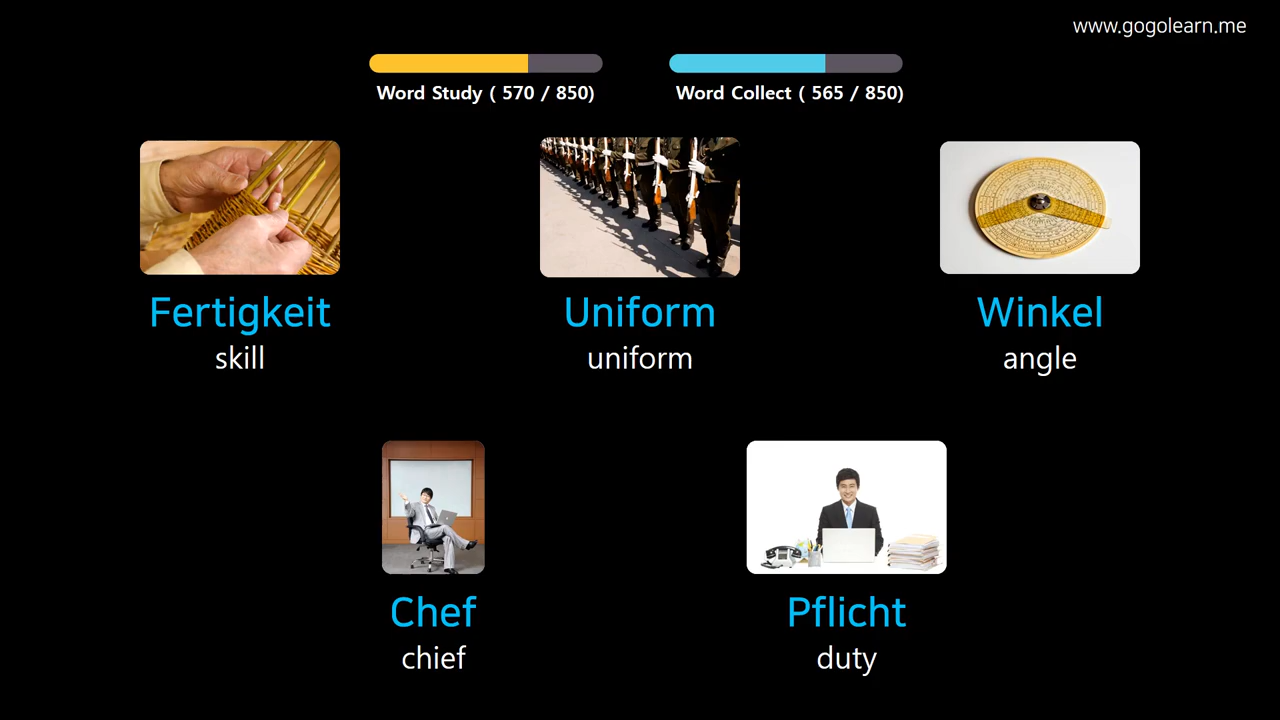 www.gogolearn.me
Word Study ( 570 / 850)
Word Collect ( 565 / 850)
Fertigkeit
skill
Uniform
uniform
Winkel
angle
Chef
chief
Pflicht
duty